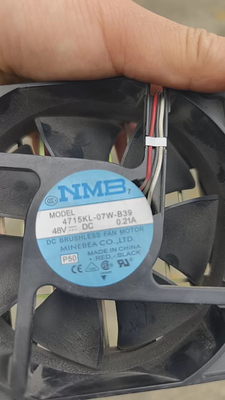 NMB
MODEL
4715KL-07W-B39
48V ⎓ DC 0.21A
DC BRUSHLESS FAN MOTOR
MINEBEA CO.,LTD.
MADE IN CHINA
P50 +:RED,-:BLACK